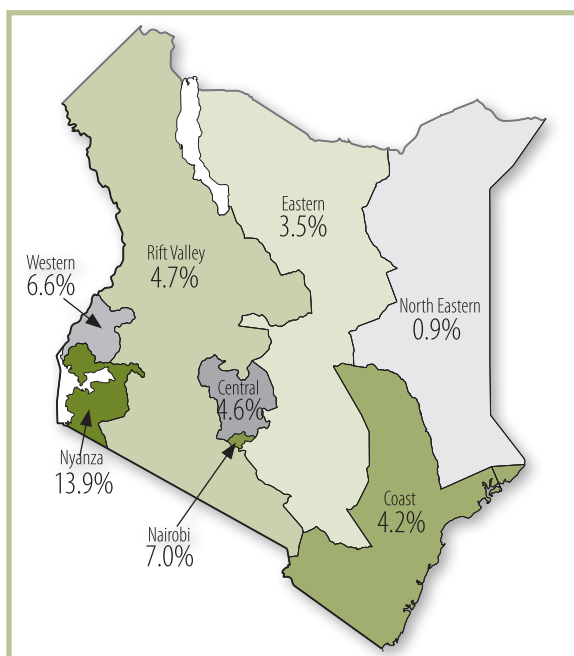 Eastern
3.5%
Rift Valley
4.7%
Western
6.6%
North Eastern
0.9%
Central
4.6%
Nyanza
13.9%
Coast
4.2%
Nairobi
7.0%